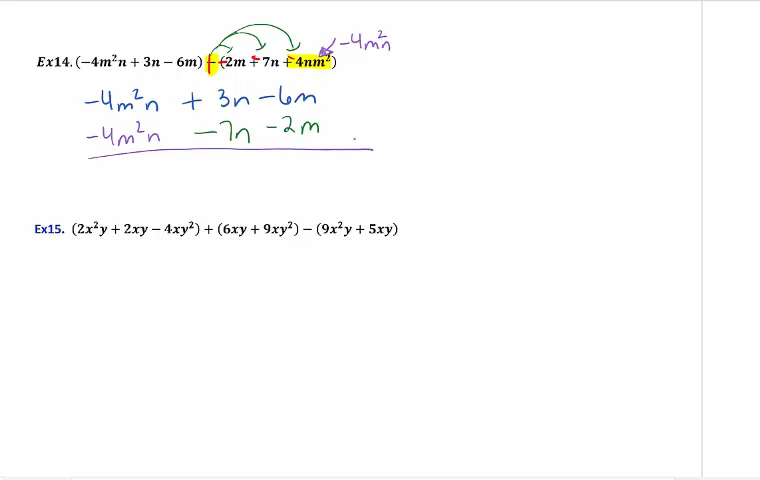 -4m²n
Ex14. (−4m²n + 3n − 6m) − (2m + 7n + 4nm²)
-4m²n + 3n - 6m
-4m²n - 7n - 2m
Ex15. (2x²y + 2xy − 4xy²) + (6xy + 9xy²) − (9x²y + 5xy)